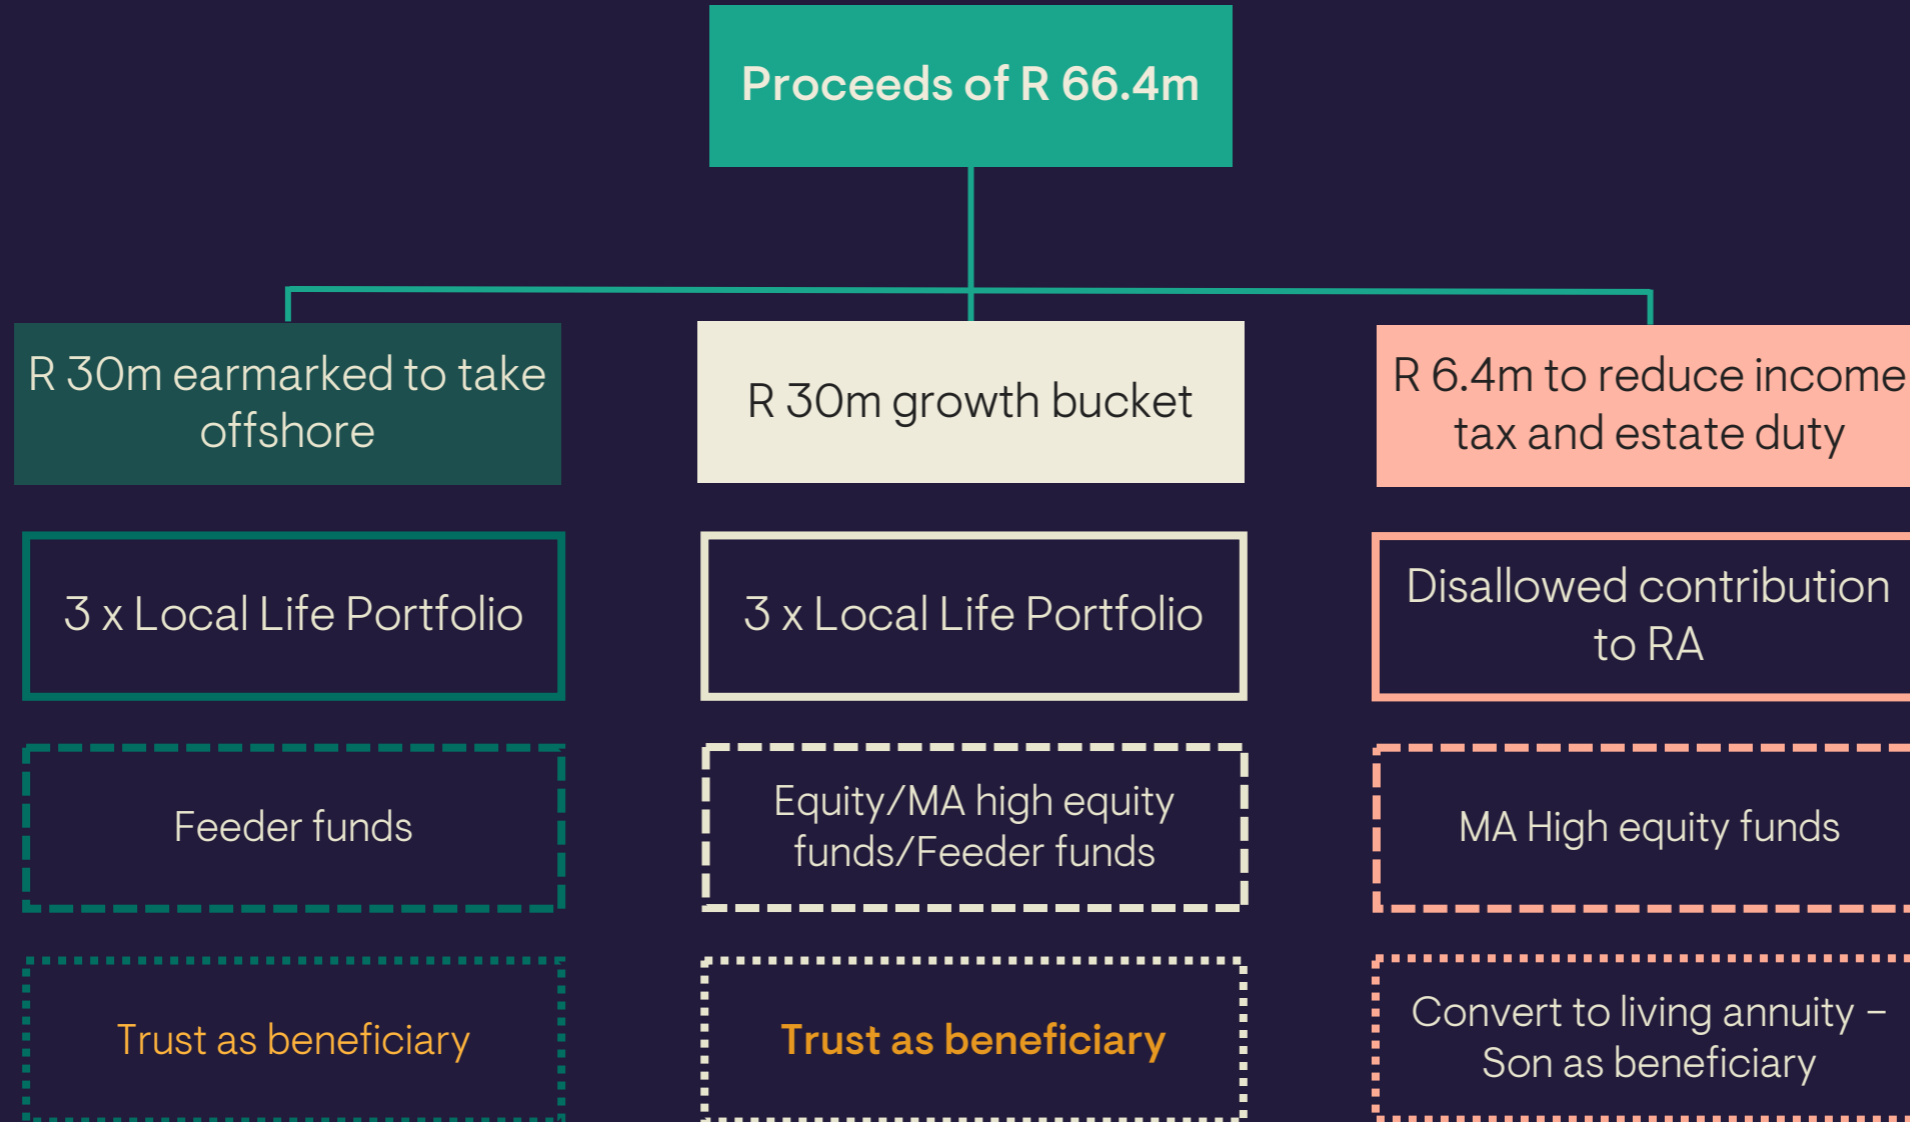 Proceeds of R 66.4m
R 30m earmarked to take
offshore
R 30m growth bucket
R 6.4m to reduce income
tax and estate duty
3 x Local Life Portfolio
3 x Local Life Portfolio
Disallowed contribution
to RA
Feeder funds
Equity/MA high equity
funds/Feeder funds
MA High equity funds
Trust as beneficiary
Trust as beneficiary
Convert to living annuity –
Son as beneficiary